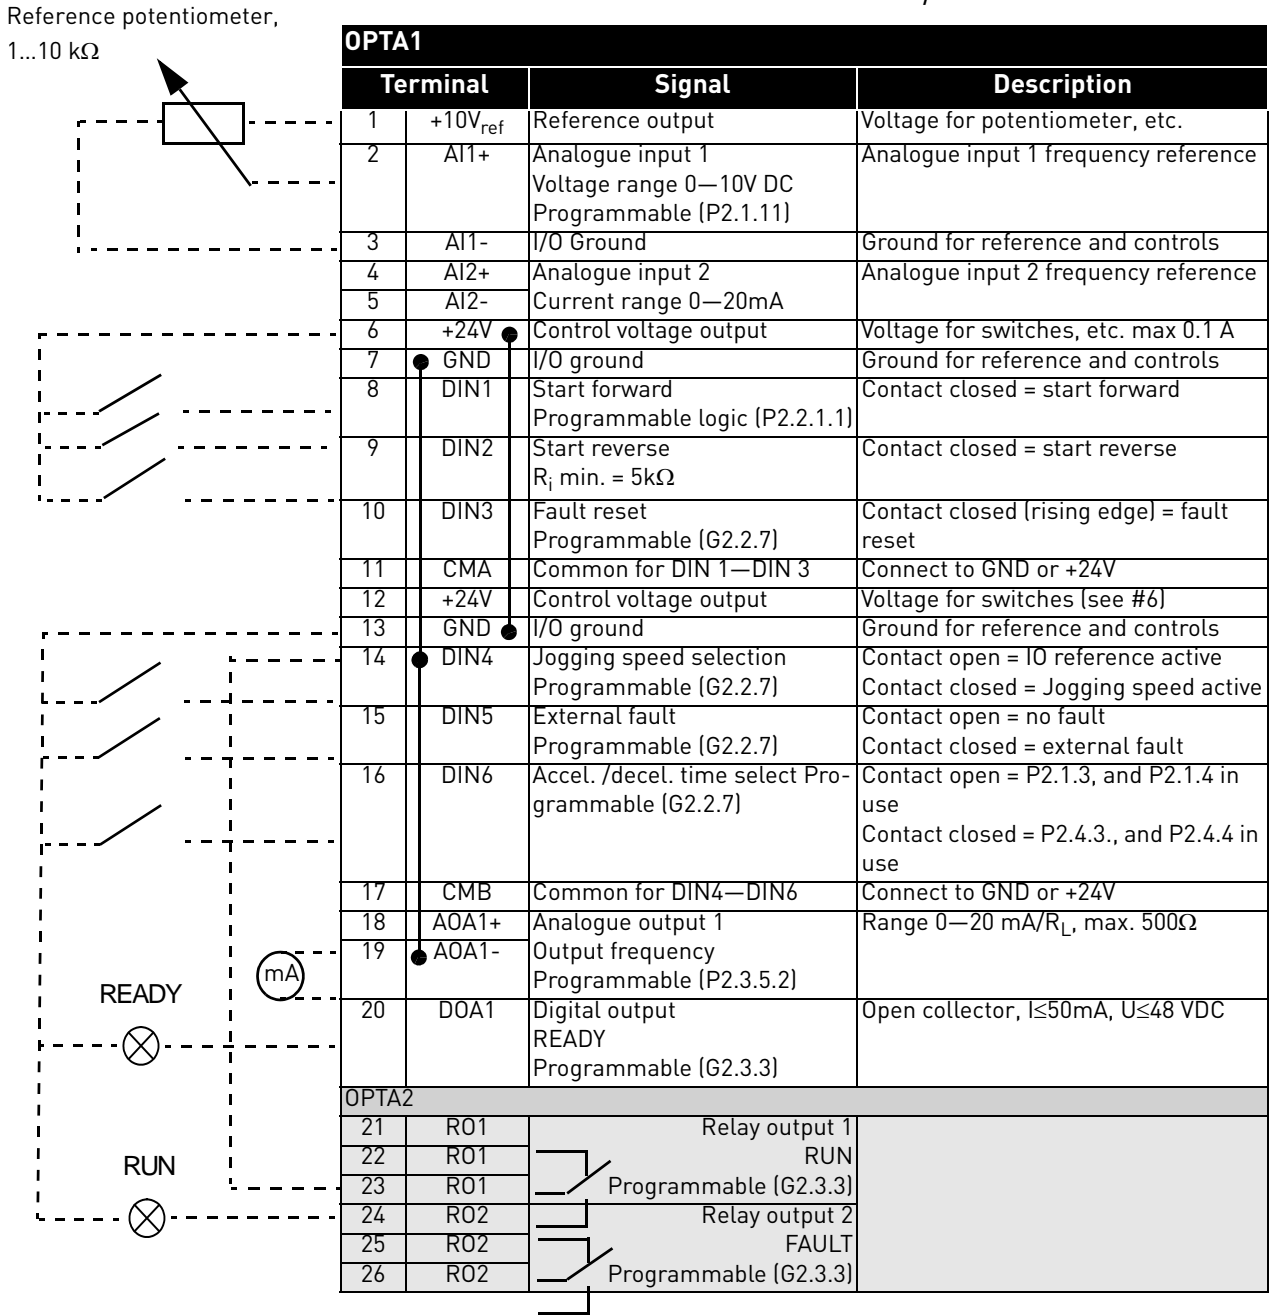 Reference potentiometer,
1...10 kΩ
OPTA1
Terminal Signal Description
1 +10Vref Reference output Voltage for potentiometer, etc.
2 AI1+ Analogue input 1 Analogue input 1 frequency reference
Voltage range 0—10V DC
Programmable (P2.1.11)
3 AI1- I/O Ground Ground for reference and controls
4 AI2+ Analogue input 2 Analogue input 2 frequency reference
5 AI2- Current range 0—20mA
6 +24V Control voltage output Voltage for switches, etc. max 0.1 A
7 GND I/O ground Ground for reference and controls
8 DIN1 Start forward Contact closed = start forward
Programmable logic (P2.2.1.1)
9 DIN2 Start reverse Contact closed = start reverse
Ri min. = 5kΩ
10 DIN3 Fault reset Contact closed (rising edge) = fault
Programmable (G2.2.7) reset
11 CMA Common for DIN 1—DIN 3 Connect to GND or +24V
12 +24V Control voltage output Voltage for switches (see #6)
13 GND I/O ground Ground for reference and controls
14 DIN4 Jogging speed selection Contact open = IO reference active
Programmable (G2.2.7) Contact closed = Jogging speed active
15 DIN5 External fault Contact open = no fault
Programmable (G2.2.7) Contact closed = external fault
16 DIN6 Accel. /decel. time select Pro- Contact open = P2.1.3, and P2.1.4 in
grammable (G2.2.7) use
Contact closed = P2.4.3., and P2.4.4 in
use
17 CMB Common for DIN4—DIN6 Connect to GND or +24V
18 AOA1+ Analogue output 1 Range 0—20 mA/RL, max. 500Ω
19 AOA1- Output frequency
mA Programmable (P2.3.5.2)
READY
20 DOA1 Digital output Open collector, I≤50mA, U≤48 VDC
READY
Programmable (G2.3.3)
OPTA2
21 RO1 Relay output 1
22 RO1 RUN
RUN
23 RO1 Programmable (G2.3.3)
24 RO2 Relay output 2
25 RO2 FAULT
26 RO2 Programmable (G2.3.3)